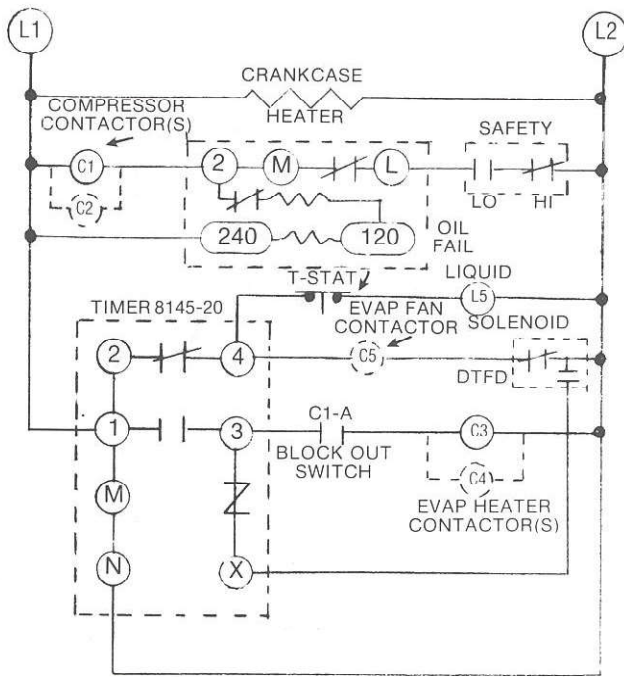 L1
L2
CRANKCASE
HEATER
COMPRESSOR
CONTACTOR(S)
SAFETY
C1
C2
2
M
L
LO
HI
240
120
OIL
FAIL
T-STAT
LIQUID
L5
SOLENOID
TIMER 8145-20
EVAP FAN
CONTACTOR
2
4
C5
DTFD
1
3
C1-A
BLOCK OUT
SWITCH
C3
C4
EVAP HEATER
CONTACTOR(S)
M
N
X